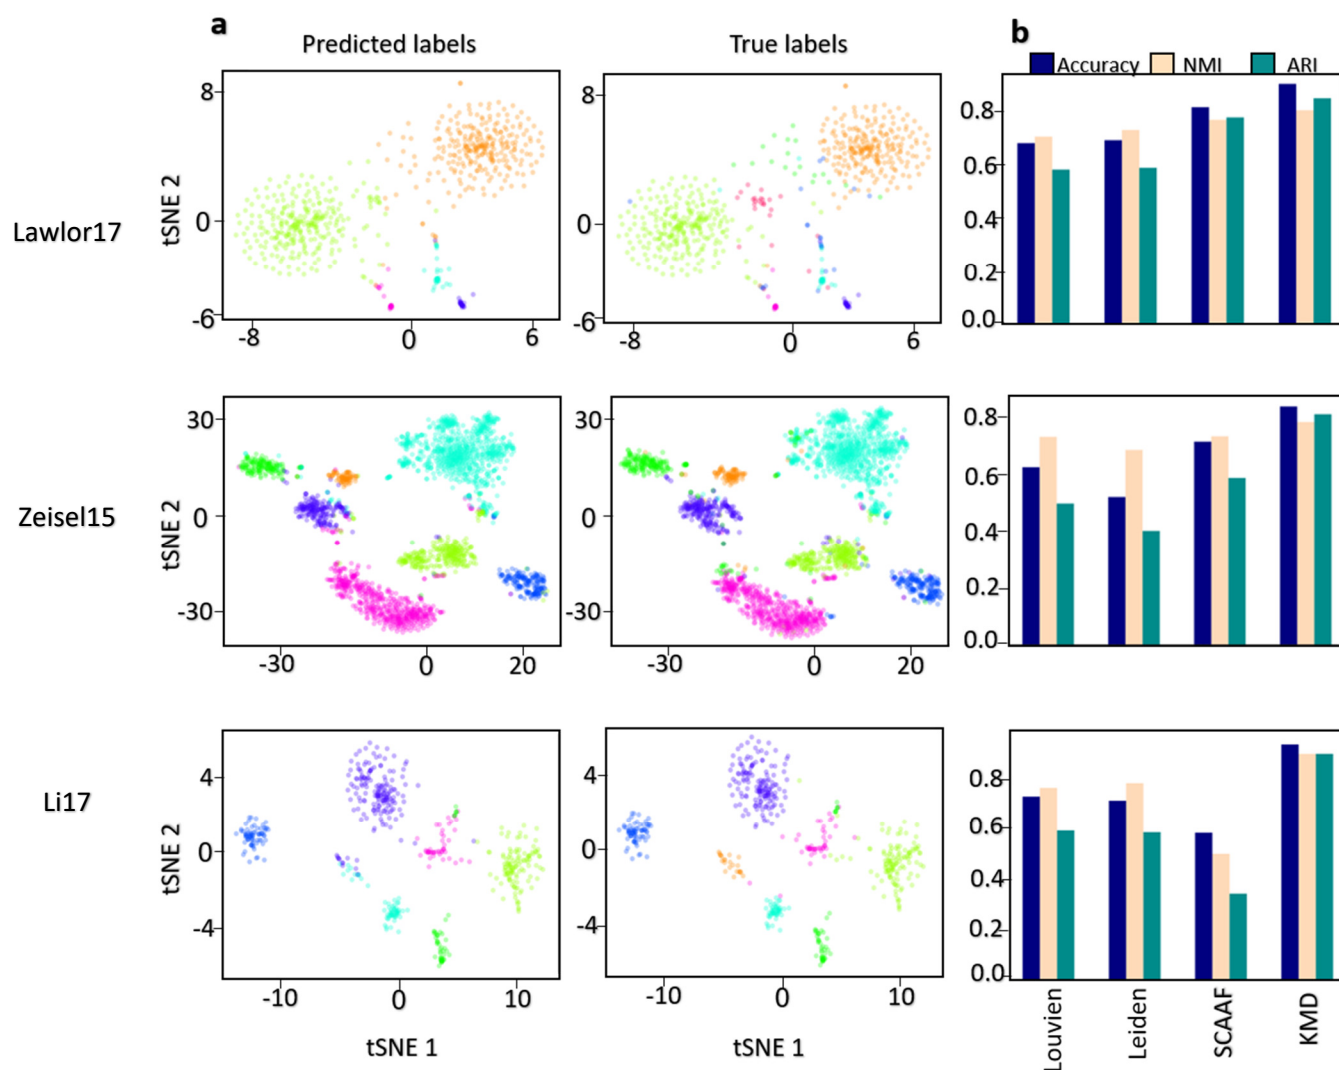 a
b
Predicted labels
True labels
Accuracy NMI ARI
Lawlor17
tSNE 2
8
0
-6
-8 0 6
8
0
-6
-8 0 6
0.8
0.6
0.4
0.2
0.0
Zeisel15
tSNE 2
30
0
-30
-30 0 20
30
0
-30
-30 0 20
0.8
0.6
0.4
0.2
0.0
Li17
tSNE 2
4
0
-4
-10 0 10
4
0
-4
-10 0 10
0.8
0.6
0.4
0.2
0.0
tSNE 1
tSNE 1
Louvien
Leiden
SCAAF
KMD